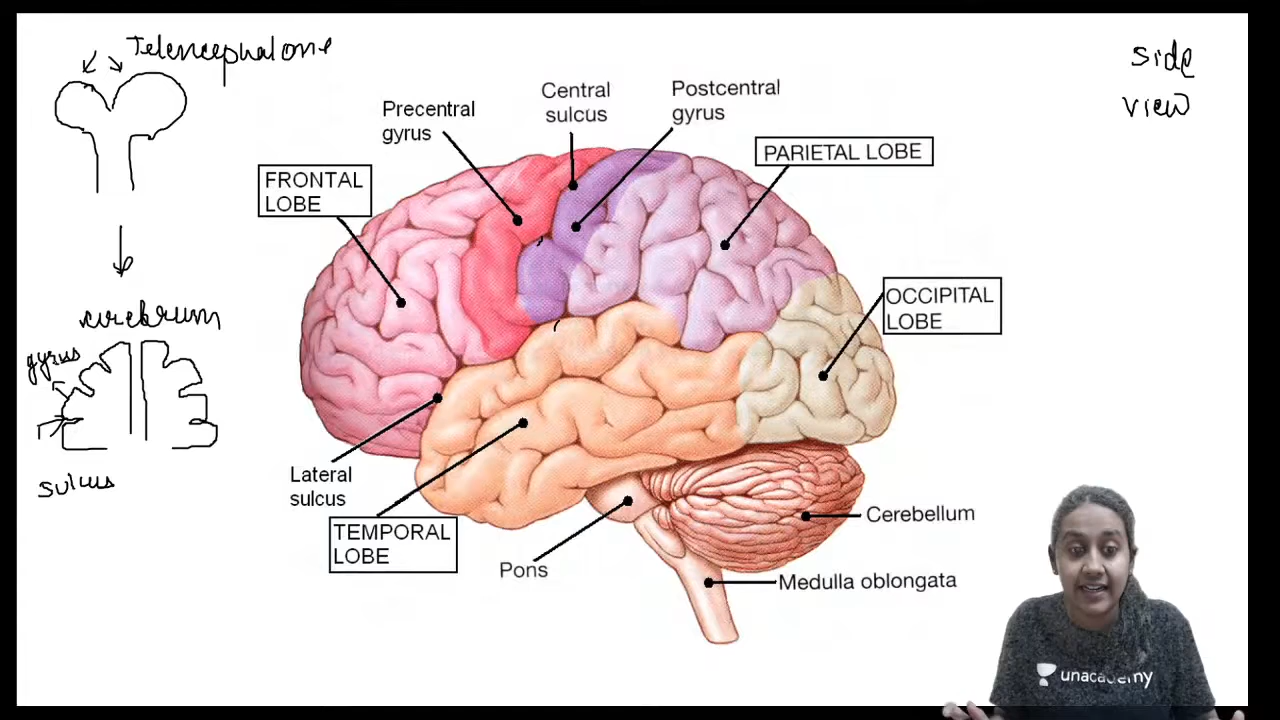 Telencephalone
side
view
Central
sulcus
Postcentral
gyrus
Precentral
gyrus
PARIETAL LOBE
FRONTAL
LOBE
OCCIPITAL
LOBE
cerebrum
gyrus
sulcus
Lateral
sulcus
TEMPORAL
LOBE
Pons
Cerebellum
Medulla oblongata
unacademy